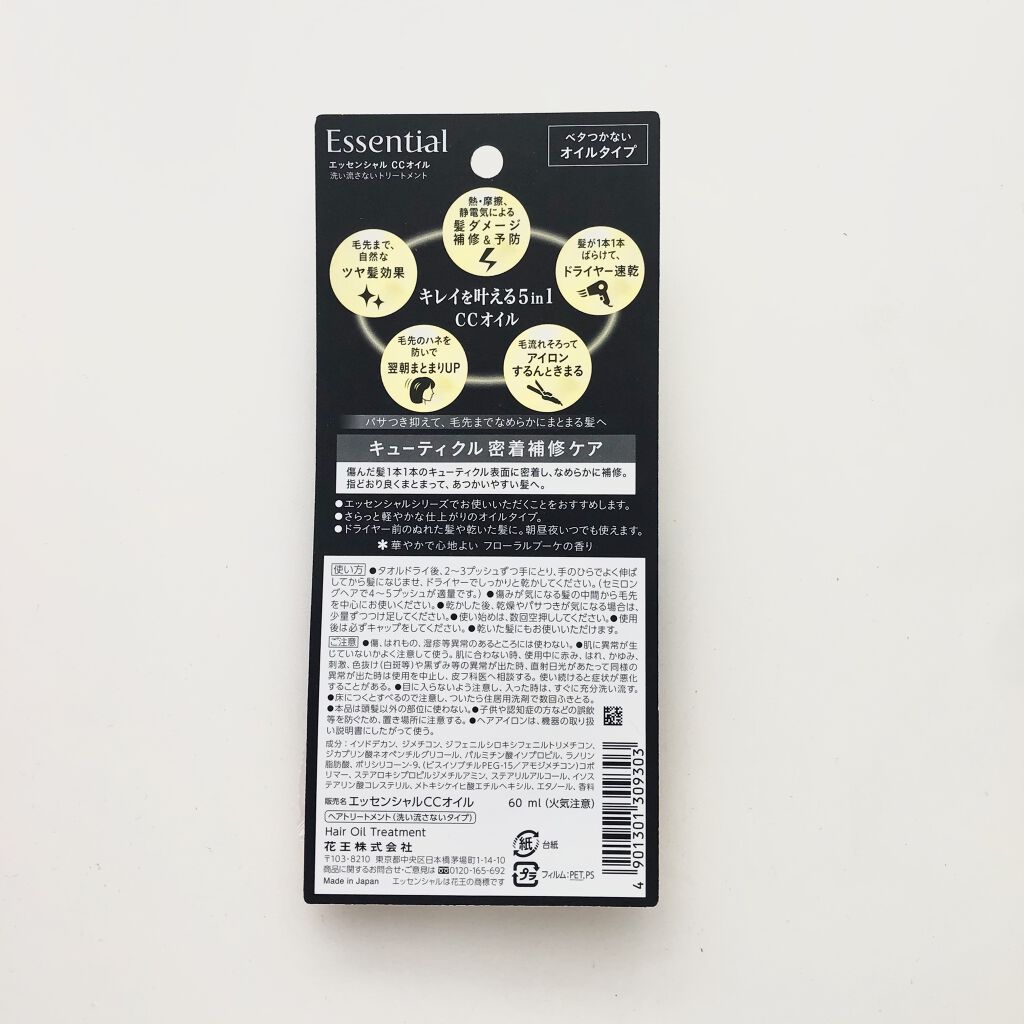 Essential
エッセンシャル CCオイル
洗い流さないトリートメント
ベタつかない
オイルタイプ
熱・摩擦、
静電気による
髪ダメージ
補修&予防
毛先まで、
自然な
ツヤ髪効果
髪が1本1本
ばらけて、
ドライヤー速乾
キレイを叶える5in1
CCオイル
毛先のハネを
防いで
翌朝まとまりUP
毛流れそろって
アイロン
するんときまる
パサつき抑えて、毛先までなめらかにまとまる髪へ
キューティクル 密着補修ケア
傷んだ髪1本1本のキューティクル表面に密着し、なめらかに補修。
指どおり良くまとまって、あつかいやすい髪へ。
●エッセンシャルシリーズでお使いいただくことをおすすめします。
●さらっと軽やかな仕上がりのオイルタイプ。
●ドライヤー前のぬれた髪や乾いた髪に。朝昼夜いつでも使えます。
✱華やかで心地よい フローラルブーケの香り
使い方 ●タオルドライ後、2〜3プッシュずつ手にとり、手のひらでよく伸ば
してから髪になじませ、ドライヤーでしっかりと乾かしてください。(セミロン
グヘアで4〜5プッシュが適量です。) ●傷みが気になる髪の中間から毛先
を中心にお使いください。●乾かした後、乾燥やパサつきが気になる場合は、
少量ずつつけ足してください。●使い始めは、数回空押ししてください。●使用
後は必ずキャップをしてください。●乾いた髪にもお使いいただけます。
ご注意 ●傷、はれもの、湿疹等異常のあるところには使わない。●肌に異常が生
じていないかよく注意して使う。肌に合わない時、使用中に赤み、はれ、かゆみ、
刺激、色抜け(白斑等)や黒ずみ等の異常が出た時、直射日光があたって同様の
異常が出た時は使用を中止し、皮フ科医へ相談する。使い続けると症状が悪化
することがある。●目に入らないよう注意し、入った時は、すぐに充分洗い流す。
●床につくとすべるので注意し、ついたら住居用洗剤で数回ふきとる。
●本品は頭髪以外の部位に使わない。●子供や認知症の方などの誤飲
等を防ぐため、置き場所に注意する。●ヘアアイロンは、機器の取り扱
い説明書にしたがって使う。
成分:イソドデカン、ジメチコン、ジフェニルシロキシフェニルトリメチコン、
ジカプリン酸ネオペンチルグリコール、パルミチン酸イソプロピル、ラノリン
脂肪酸、ポリシリコーン-9、(ビスイソブチルPEG-15/アモジメチコン)コポ
リマー、ステアロキシプロピルジメチルアミン、ステアリルアルコール、イソス
テアリン酸コレステリル、メトキシケイヒ酸エチルヘキシル、エタノール、香料
販売名 エッセンシャルCCオイル 60 ml (火気注意)
ヘアトリートメント(洗い流さないタイプ)
Hair Oil Treatment
花王株式会社
〒103-8210 東京都中央区日本橋茅場町1-14-10
商品に関するお問合せ・ご意見は 0120-165-692
Made in Japan エッセンシャルは花王の商標です
紙 台紙
プラ フィルム:PET, PS
4 901301 309303